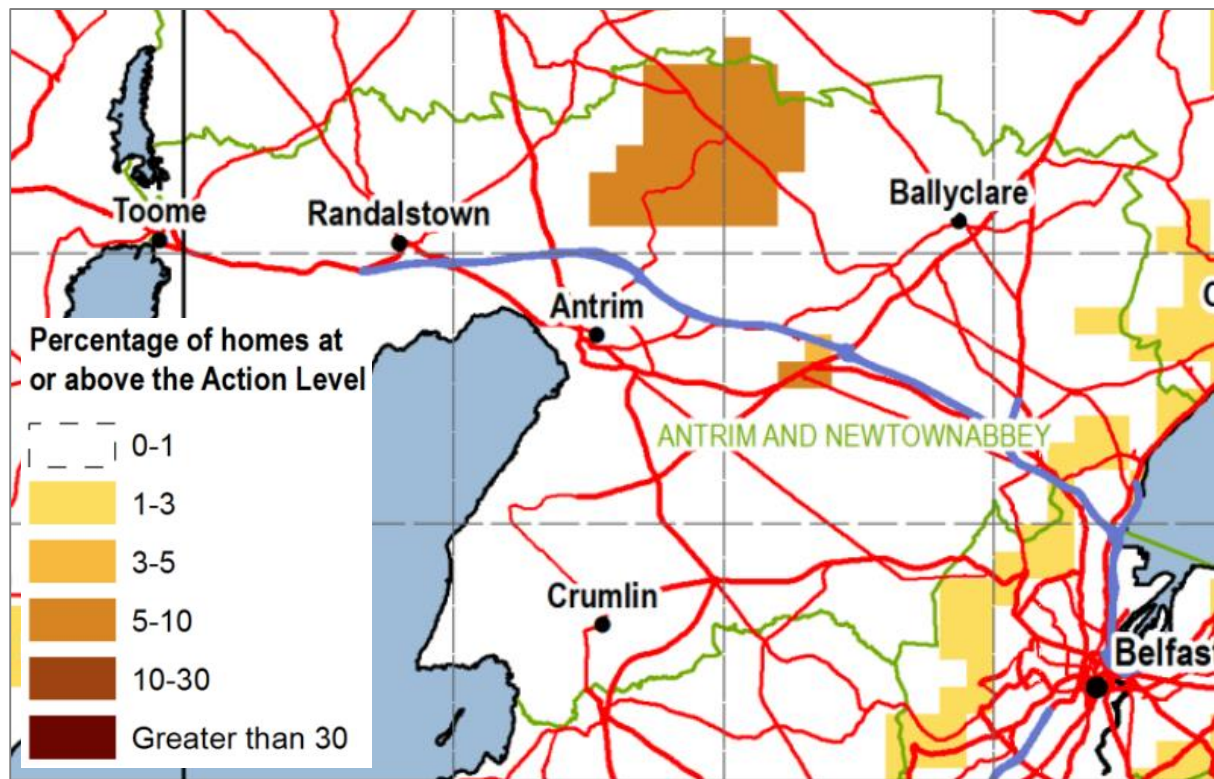 Toome
Randalstown
Ballyclare
Antrim
C
Percentage of homes at
or above the Action Level
0-1
1-3
3-5
5-10
10-30
Greater than 30
ANTRIM AND NEWTOWNABBEY
Crumlin
Belfast